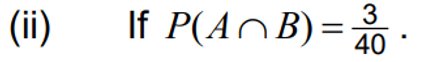 (ii) If P(A ∩ B) = 3/40 .